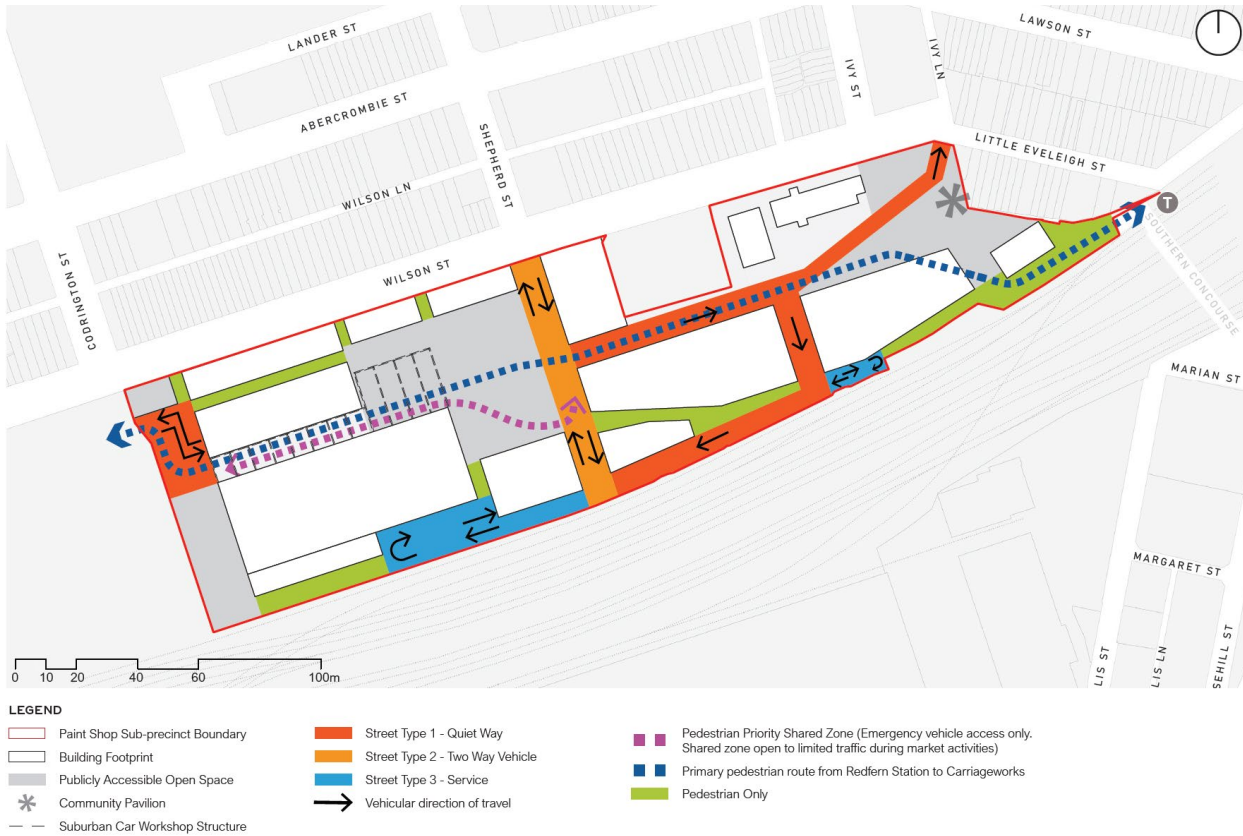 LANDER ST
LAWSON ST
IVY LN
IVY ST
ABERCROMBIE ST
SHEPHERD ST
LITTLE EVELEIGH ST
WILSON LN
T
SOUTHERN CONCOURSE
WILSON ST
CODRINGTON ST
MARIAN ST
MARGARET ST
LIS ST
LIS LN
SEHILL ST
0 10 20 40 60 100m
LEGEND
Paint Shop Sub-precinct Boundary
Building Footprint
Publicly Accessible Open Space
Community Pavilion
Suburban Car Workshop Structure
Street Type 1 - Quiet Way
Street Type 2 - Two Way Vehicle
Street Type 3 - Service
Vehicular direction of travel
Pedestrian Priority Shared Zone (Emergency vehicle access only.
Shared zone open to limited traffic during market activities)
Primary pedestrian route from Redfern Station to Carriageworks
Pedestrian Only